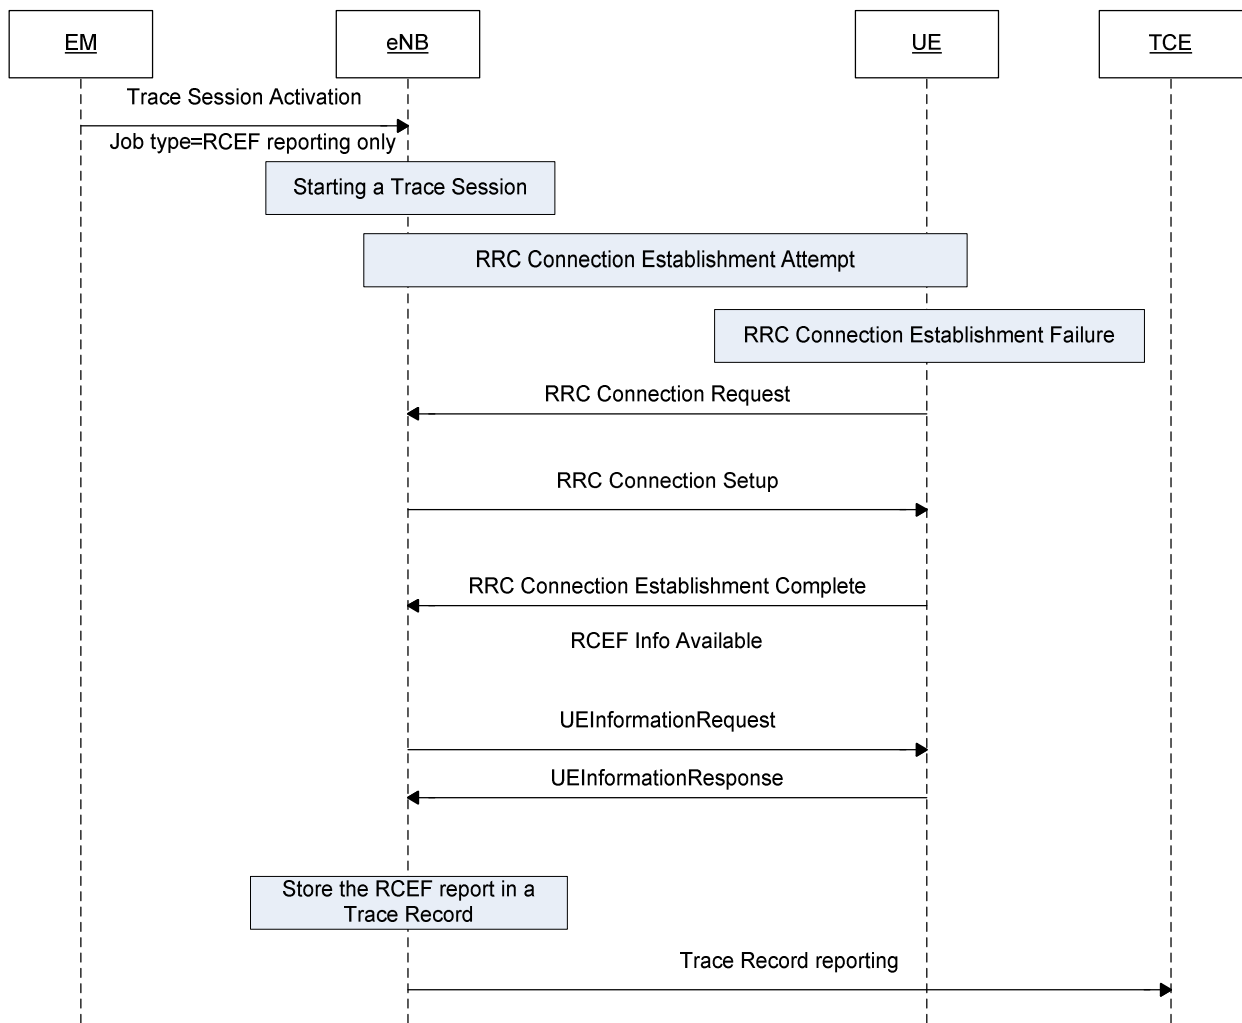 EM
eNB
UE
TCE
Trace Session Activation
Job type=RCEF reporting only
Starting a Trace Session
RRC Connection Establishment Attempt
RRC Connection Establishment Failure
RRC Connection Request
RRC Connection Setup
RRC Connection Establishment Complete
RCEF Info Available
UEInformationRequest
UEInformationResponse
Store the RCEF report in a
Trace Record
Trace Record reporting